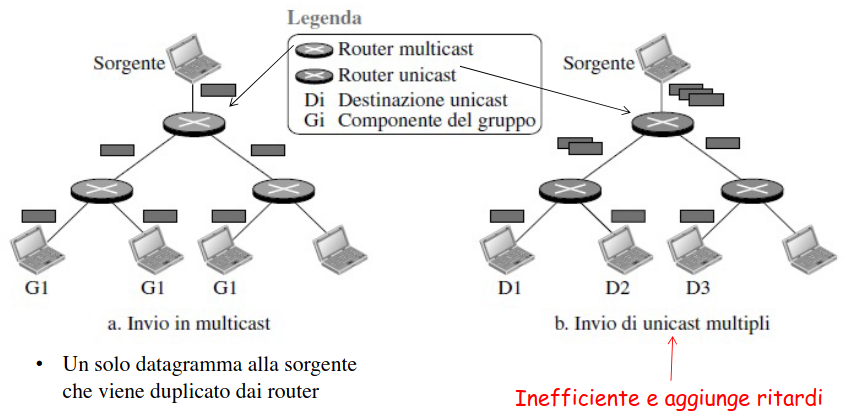 Legenda
Router multicast
Router unicast
Di Destinazione unicast
Gi Componente del gruppo
Sorgente
G1 G1 G1
a. Invio in multicast
• Un solo datagramma alla sorgente
che viene duplicato dai router
Sorgente
D1 D2 D3
b. Invio di unicast multipli
Inefficiente e aggiunge ritardi